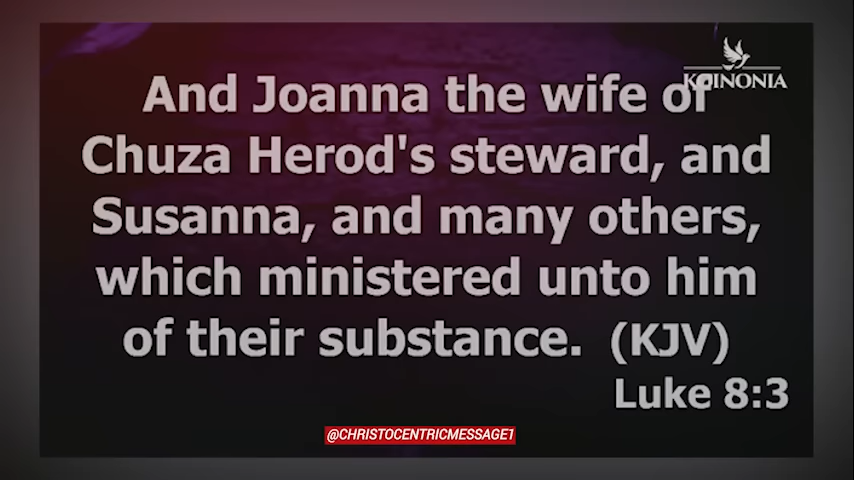 KOINONIA
And Joanna the wife of
Chuza Herod's steward, and
Susanna, and many others,
which ministered unto him
of their substance. (KJV)
Luke 8:3
@CHRISTOCENTRICMESSAGE1